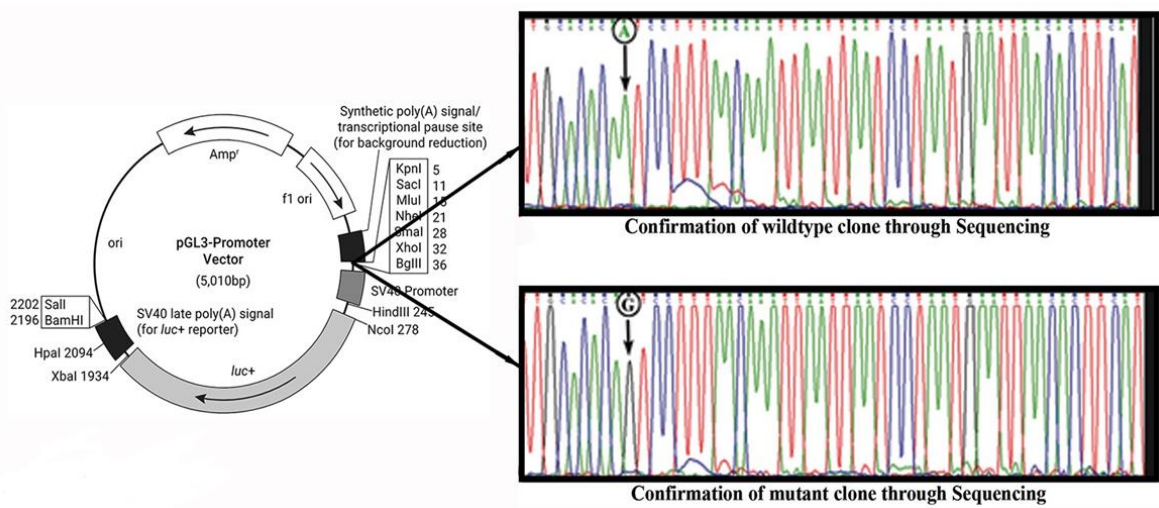 Synthetic poly(A) signal/
transcriptional pause site
(for background reduction)
Ampʳ
f1 ori
KpnI 5
SacI 11
MluI 15
NheI 21
SmaI 28
XhoI 32
BglII 36
ori
pGL3-Promoter
Vector
(5,010bp)
SV40 Promoter
HindIII 245
NcoI 278
2202 SalI
2196 BamHI
SV40 late poly(A) signal
(for luc+ reporter)
HpaI 2094
XbaI 1934
luc+
A
Confirmation of wildtype clone through Sequencing
G
Confirmation of mutant clone through Sequencing